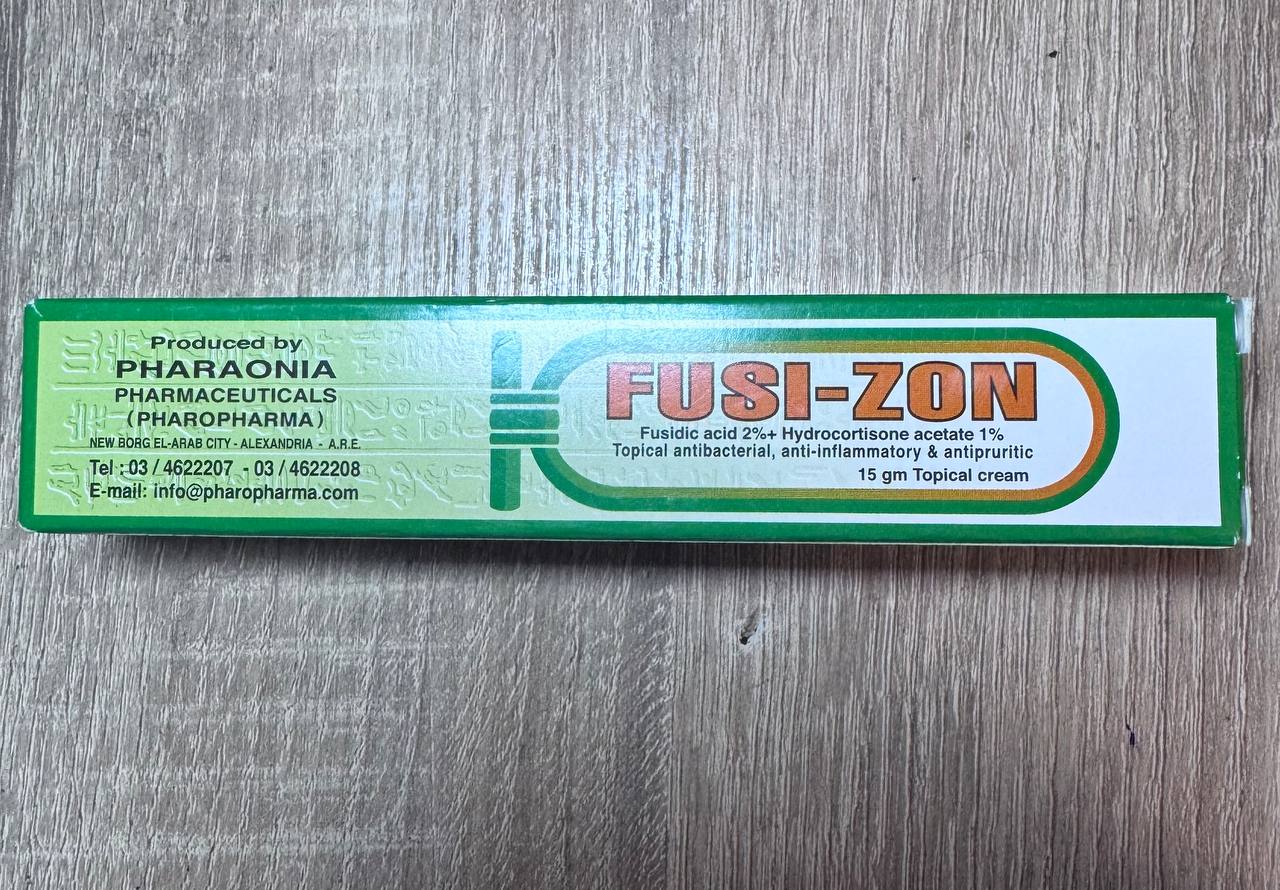 Produced by
PHARAONIA
PHARMACEUTICALS
(PHAROPHARMA)
NEW BORG EL-ARAB CITY - ALEXANDRIA - A.R.E.
Tel : 03 / 4622207 - 03 / 4622208
E-mail: info@pharopharma.com
FUSI-ZON
Fusidic acid 2%+ Hydrocortisone acetate 1%
Topical antibacterial, anti-inflammatory & antipruritic
15 gm Topical cream